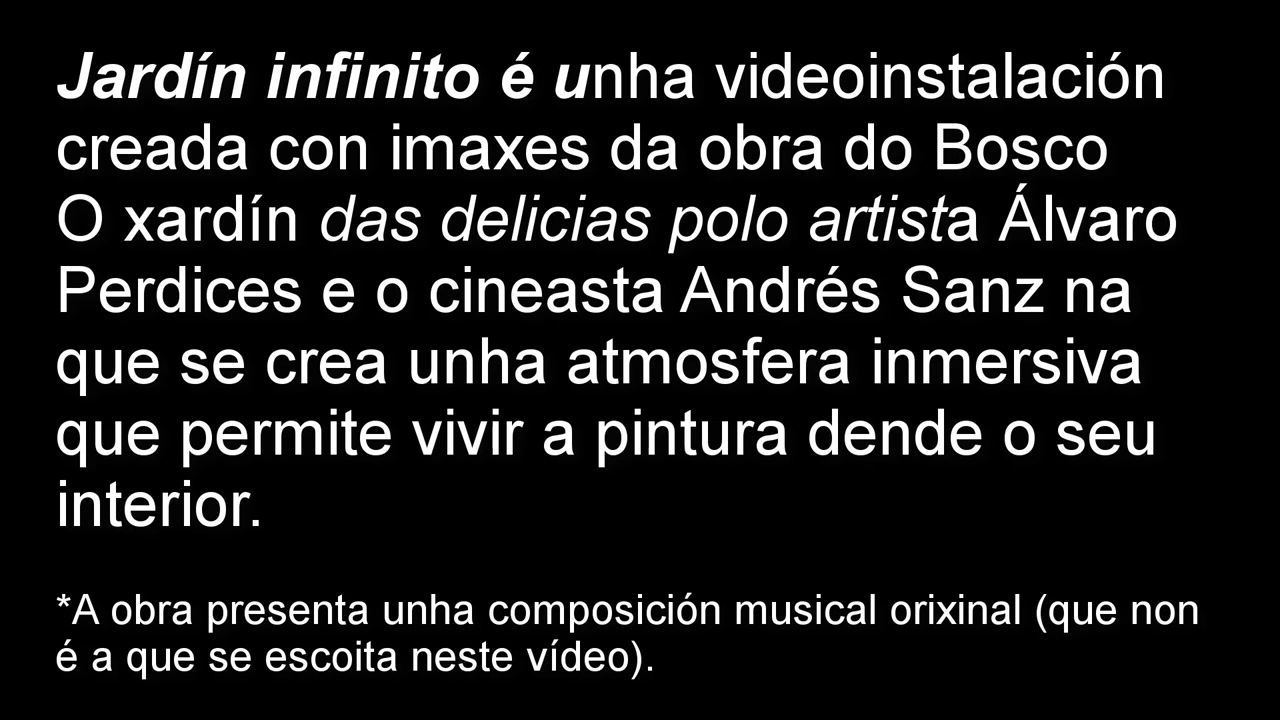 Jardín infinito é unha videoinstalación
creada con imaxes da obra do Bosco
O xardín das delicias polo artista Álvaro
Perdices e o cineasta Andrés Sanz na
que se crea unha atmosfera inmersiva
que permite vivir a pintura dende o seu
interior.
*A obra presenta unha composición musical orixinal (que non
é a que se escoita neste vídeo).